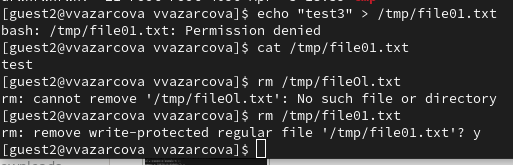 [guest2@vvazarcova vvazarcova]$ echo "test3" > /tmp/file01.txt
bash: /tmp/file01.txt: Permission denied
[guest2@vvazarcova vvazarcova]$ cat /tmp/file01.txt
test
[guest2@vvazarcova vvazarcova]$ rm /tmp/fileOl.txt
rm: cannot remove '/tmp/fileOl.txt': No such file or directory
[guest2@vvazarcova vvazarcova]$ rm /tmp/file01.txt
rm: remove write-protected regular file '/tmp/file01.txt'? y
[guest2@vvazarcova vvazarcova]$